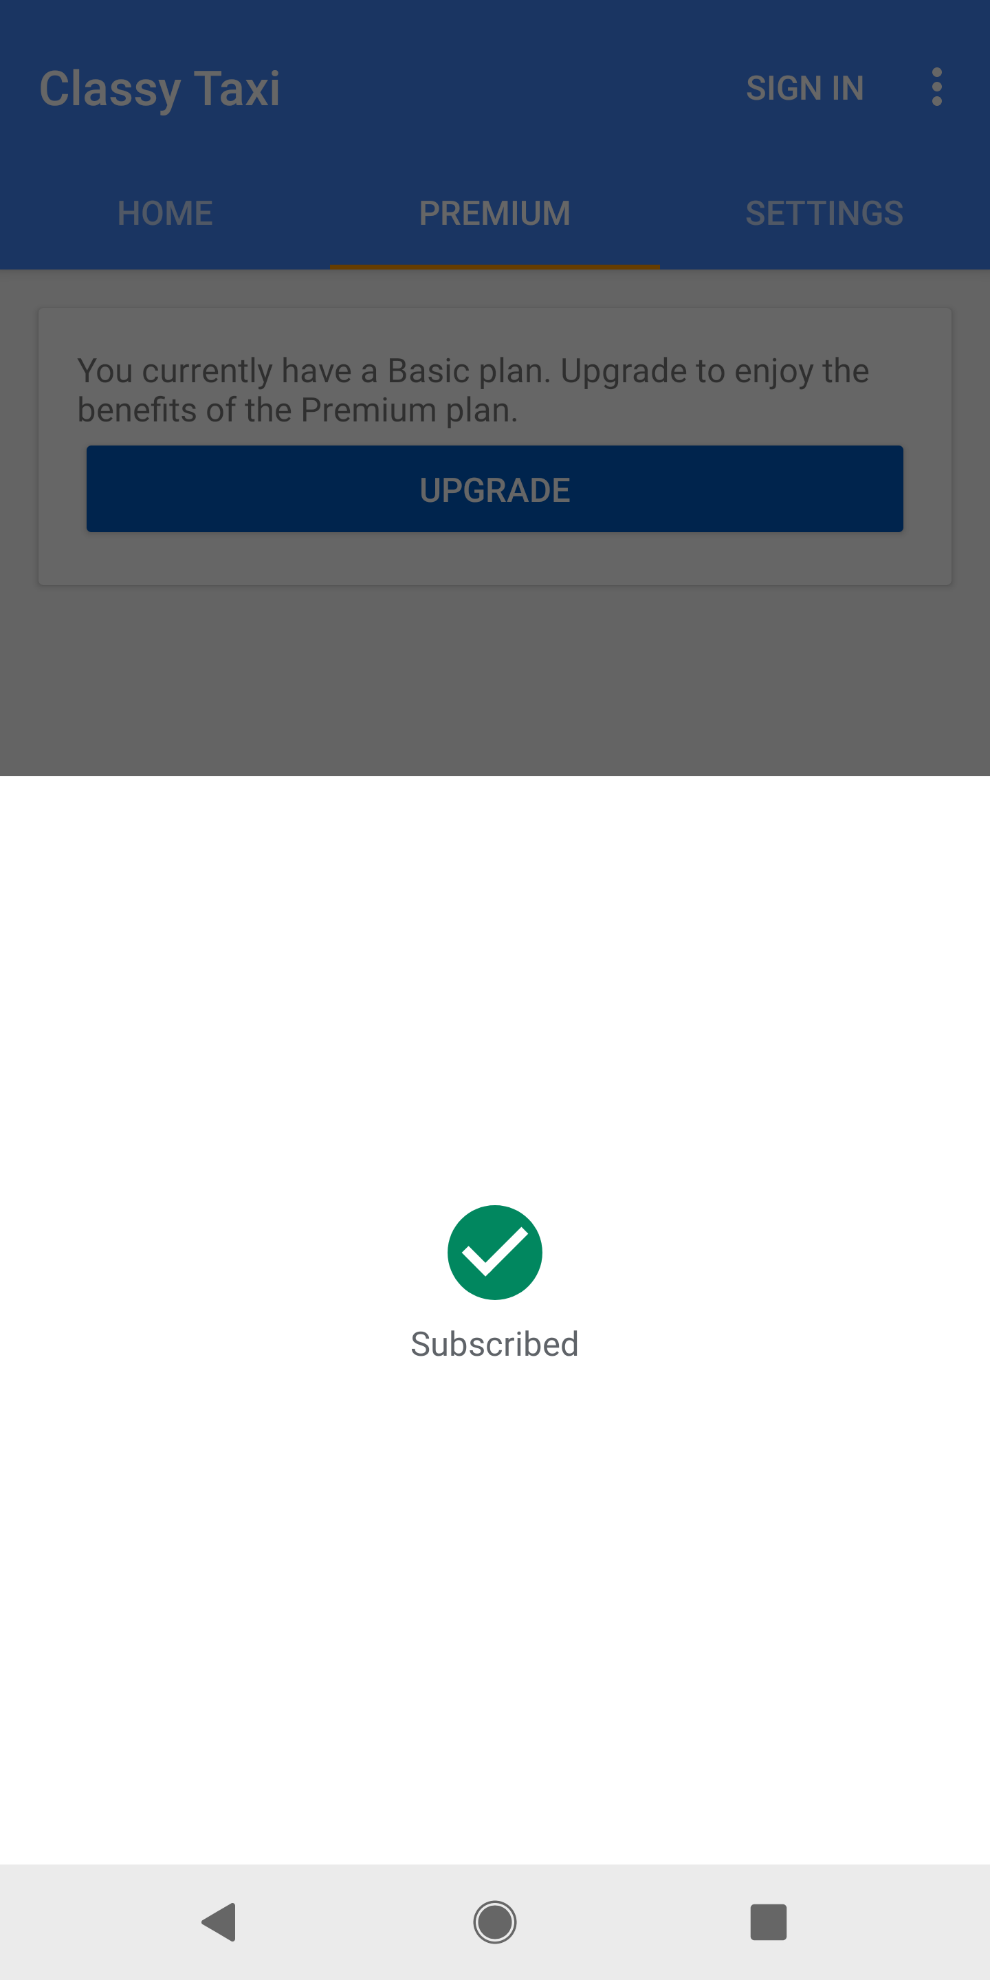 Classy Taxi
SIGN IN
HOME
PREMIUM
SETTINGS
You currently have a Basic plan. Upgrade to enjoy the
benefits of the Premium plan.
UPGRADE
Subscribed